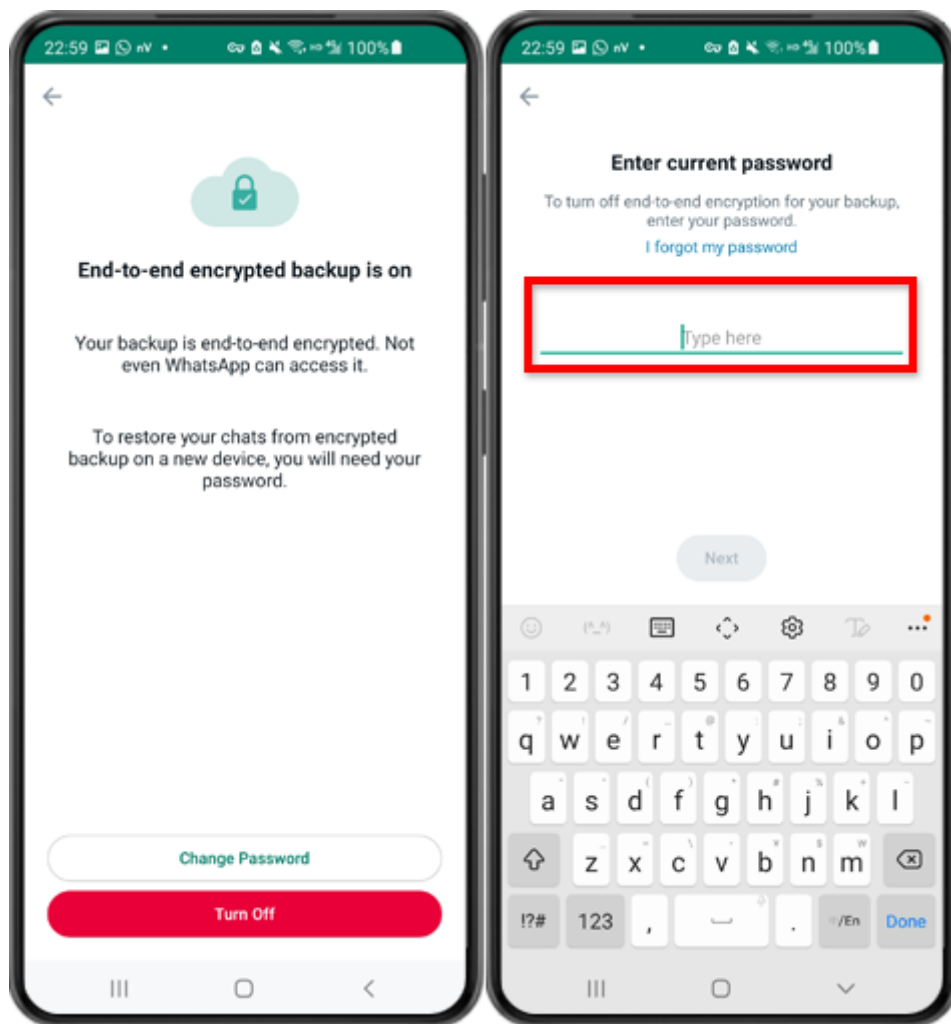 22:59 nV • 100%
End-to-end encrypted backup is on
Your backup is end-to-end encrypted. Not
even WhatsApp can access it.
To restore your chats from encrypted
backup on a new device, you will need your
password.
Change Password
Turn Off
22:59 nV • 100%
Enter current password
To turn off end-to-end encryption for your backup,
enter your password.
I forgot my password
Type here
Next
(^_^)
1 2 3 4 5 6 7 8 9 0
q w e r t y u i o p
a s d f g h j k l
z x c v b n m
!?# 123 , . /En Done